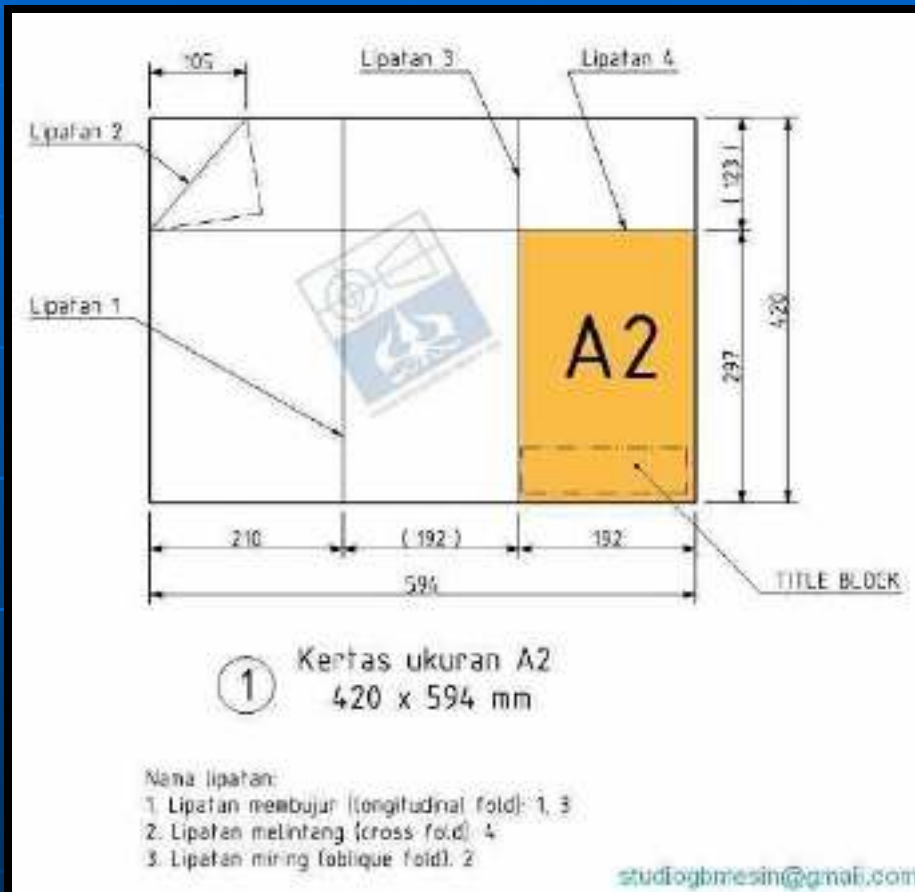 105
Lipatan 3
Lipatan 4
Lipatan 2
( 123 )
Lipatan 1
A2
297
420
210
( 192 )
192
594
TITLE BLOCK
1
Kertas ukuran A2
420 x 594 mm
Nama lipatan:
1. Lipatan membujur (longitudinal fold): 1, 3
2. Lipatan melintang (cross fold): 4
3. Lipatan miring (oblique fold): 2
studiogbmesin@gmail.com